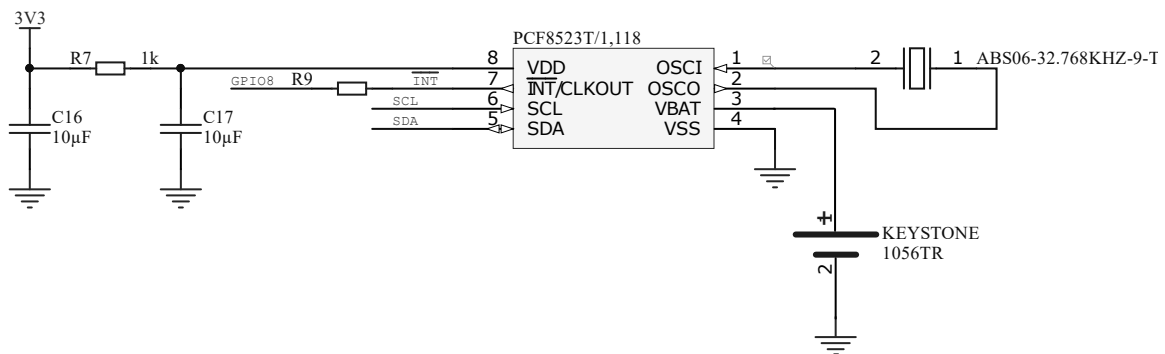 3V3
R7 1k
C16
10µF
C17
10µF
GPIO8 R9 INT
SCL
SDA
PCF8523T/1,118
8 VDD OSCI 1
7 INT/CLKOUT OSCO 2
6 SCL VBAT 3
5 SDA VSS 4
2 1 ABS06-32.768KHZ-9-T
1 +
2
KEYSTONE
1056TR